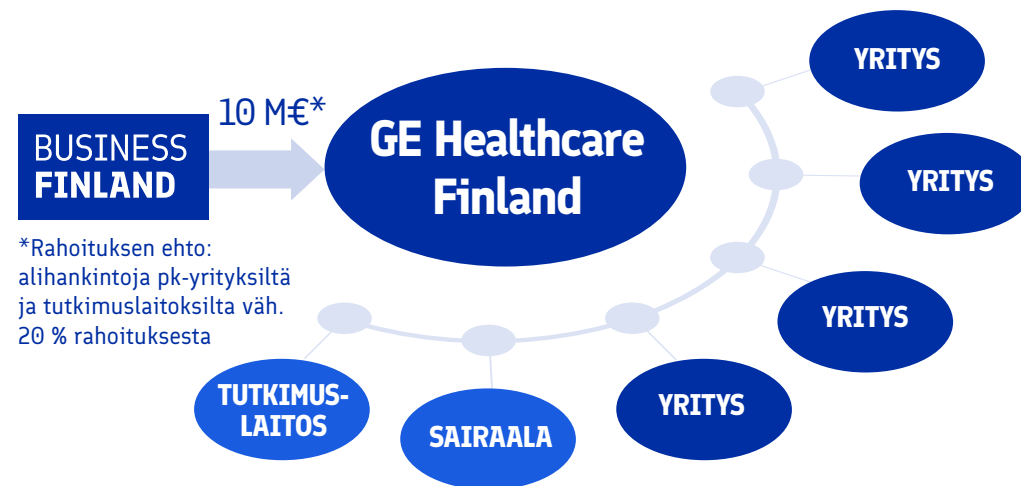 BUSINESS
FINLAND
10 M€*
GE Healthcare
Finland
*Rahoituksen ehto:
alihankintoja pk-yrityksiltä
ja tutkimuslaitoksilta väh.
20 % rahoituksesta
YRITYS
YRITYS
YRITYS
YRITYS
SAIRAALA
TUTKIMUS-
LAITOS